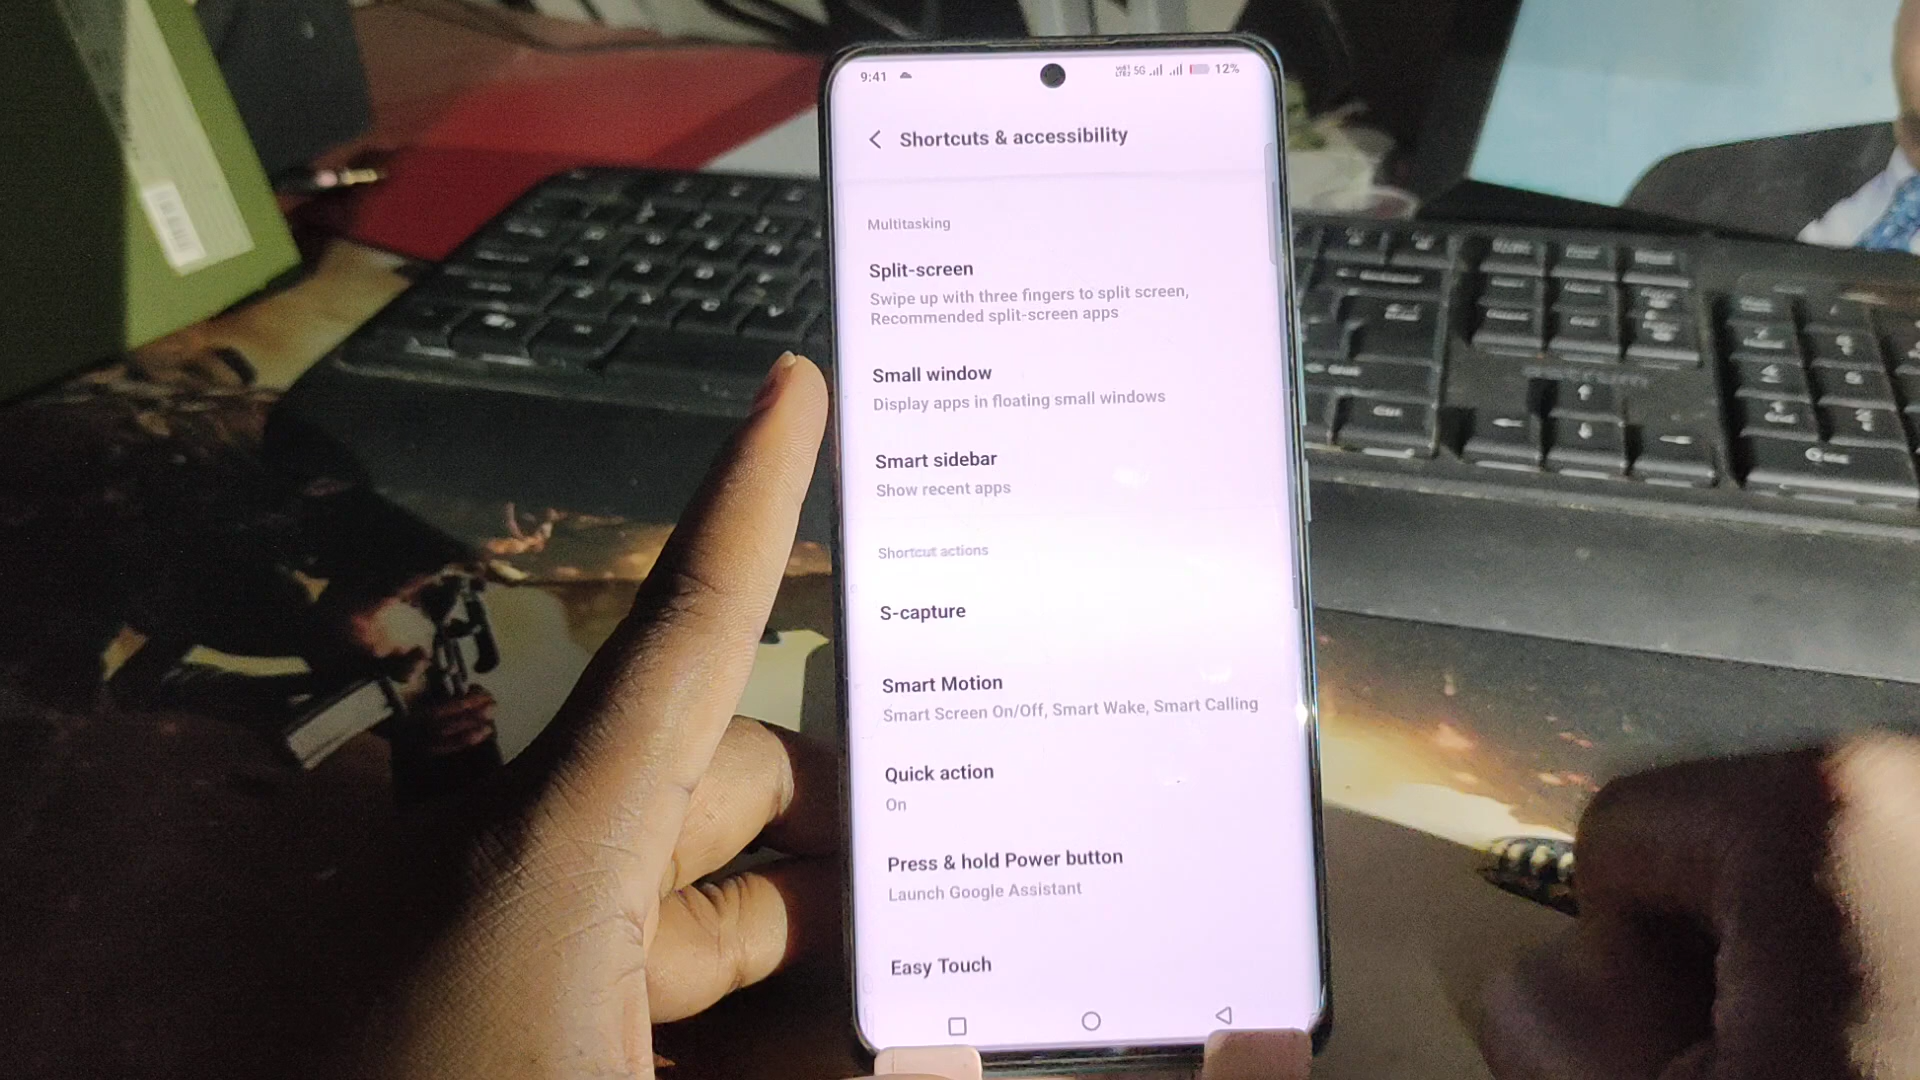 9:41
5G 12%
Shortcuts & accessibility
Multitasking
Split-screen
Swipe up with three fingers to split screen,
Recommended split-screen apps
Small window
Display apps in floating small windows
Smart sidebar
Show recent apps
Shortcut actions
S-capture
Smart Motion
Smart Screen On/Off, Smart Wake, Smart Calling
Quick action
On
Press & hold Power button
Launch Google Assistant
Easy Touch